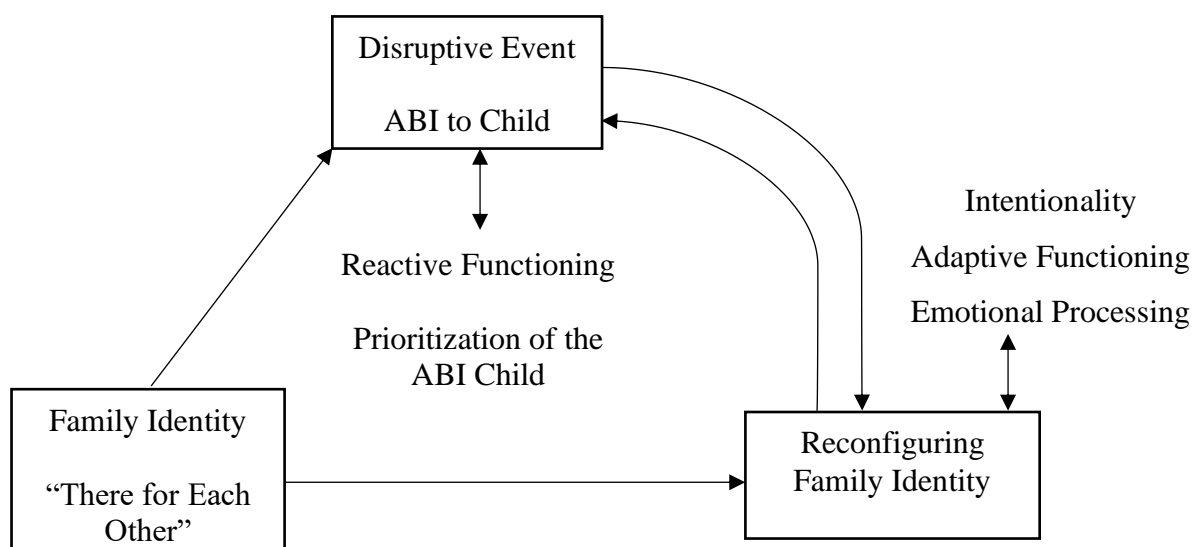 Disruptive Event
ABI to Child
Reactive Functioning
Prioritization of the
ABI Child
Intentionality
Adaptive Functioning
Emotional Processing
Family Identity
“There for Each
Other”
Reconfiguring
Family Identity